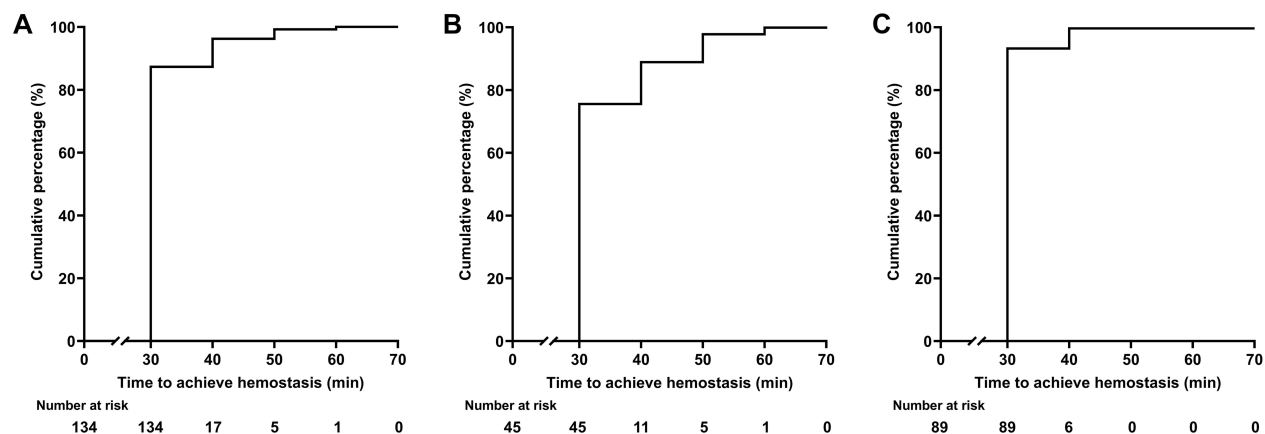 A
100
80
60
40
20
0
Cumulative percentage (%)
0 30 40 50 60 70
Time to achieve hemostasis (min)
Number at risk
134 134 17 5 1 0
B
100
80
60
40
20
0
Cumulative percentage (%)
0 30 40 50 60 70
Time to achieve hemostasis (min)
Number at risk
45 45 11 5 1 0
C
100
80
60
40
20
0
Cumulative percentage (%)
0 30 40 50 60 70
Time to achieve hemostasis (min)
Number at risk
89 89 6 0 0 0